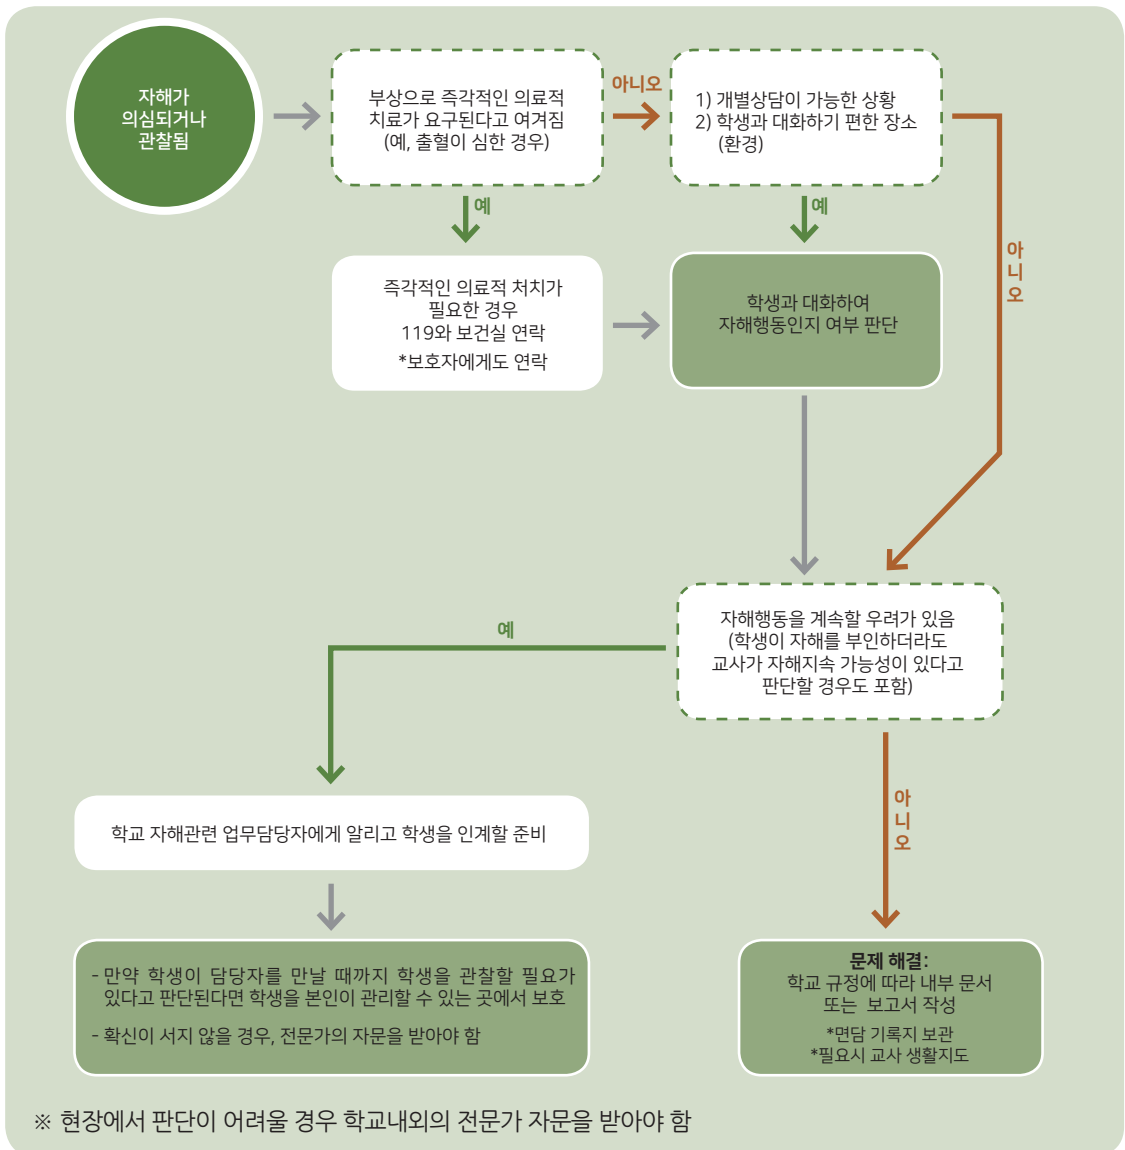 자해가
의심되거나
관찰됨
부상으로 즉각적인 의료적
치료가 요구된다고 여겨짐
(예, 출혈이 심한 경우)
아니오
1) 개별상담이 가능한 상황
2) 학생과 대화하기 편한 장소
(환경)
예
예
아
니
오
즉각적인 의료적 처치가
필요한 경우
119와 보건실 연락
*보호자에게도 연락
학생과 대화하여
자해행동인지 여부 판단
자해행동을 계속할 우려가 있음
(학생이 자해를 부인하더라도
교사가 자해지속 가능성이 있다고
판단할 경우도 포함)
예
아
니
오
학교 자해관련 업무담당자에게 알리고 학생을 인계할 준비
- 만약 학생이 담당자를 만날 때까지 학생을 관찰할 필요가
있다고 판단된다면 학생을 본인이 관리할 수 있는 곳에서 보호
- 확신이 서지 않을 경우, 전문가의 자문을 받아야 함
문제 해결:
학교 규정에 따라 내부 문서
또는 보고서 작성
*면담 기록지 보관
*필요시 교사 생활지도
※ 현장에서 판단이 어려울 경우 학교내외의 전문가 자문을 받아야 함